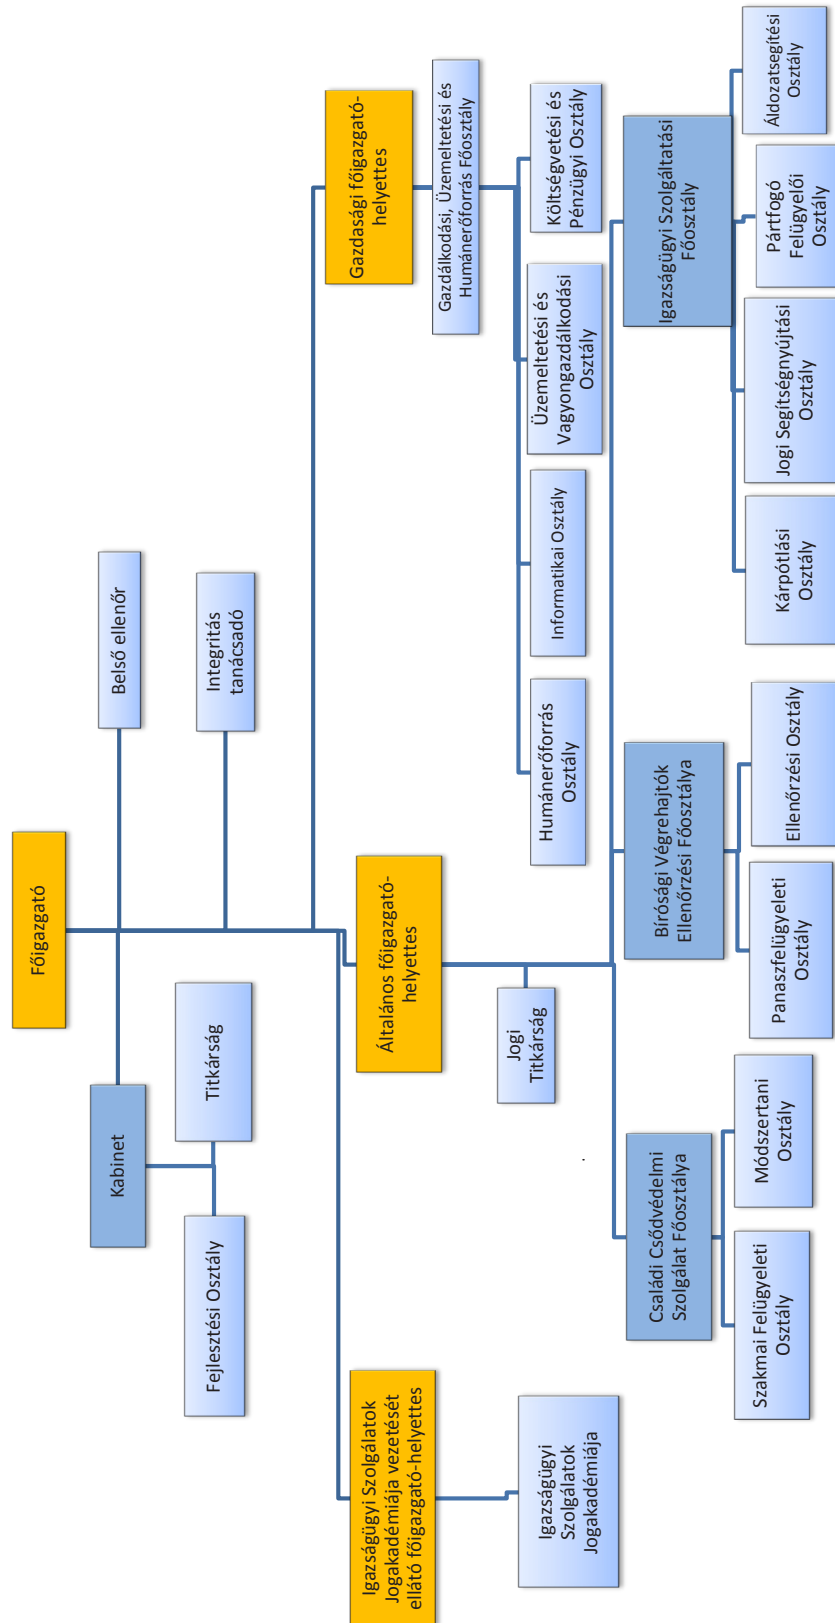 Főigazgató
Kabinet
Belső ellenőr
Fejlesztési Osztály
Titkárság
Integritás
tanácsadó
Igazságügyi Szolgálatok
Jogakadémiája vezetését
ellátó főigazgató-helyettes
Általános főigazgató-
helyettes
Gazdasági főigazgató-
helyettes
Gazdálkodási, Üzemeltetési és
Humánerőforrás Főosztály
Igazságügyi
Szolgálatok
Jogakadémiája
Jogi
Titkárság
Humánerőforrás
Osztály
Informatikai Osztály
Üzemeltetési és
Vagyongazdálkodási
Osztály
Költségvetési és
Pénzügyi Osztály
Családi Csődvédelmi
Szolgálat Főosztálya
Bírósági Végrehajtók
Ellenőrzési Főosztálya
Igazságügyi Szolgáltatási
Főosztály
Szakmai Felügyeleti
Osztály
Módszertani
Osztály
Panaszfelügyeleti
Osztály
Ellenőrzési Osztály
Kárpótlási
Osztály
Jogi Segítségnyújtási
Osztály
Pártfogó
Felügyelői
Osztály
Áldozatsegítési
Osztály